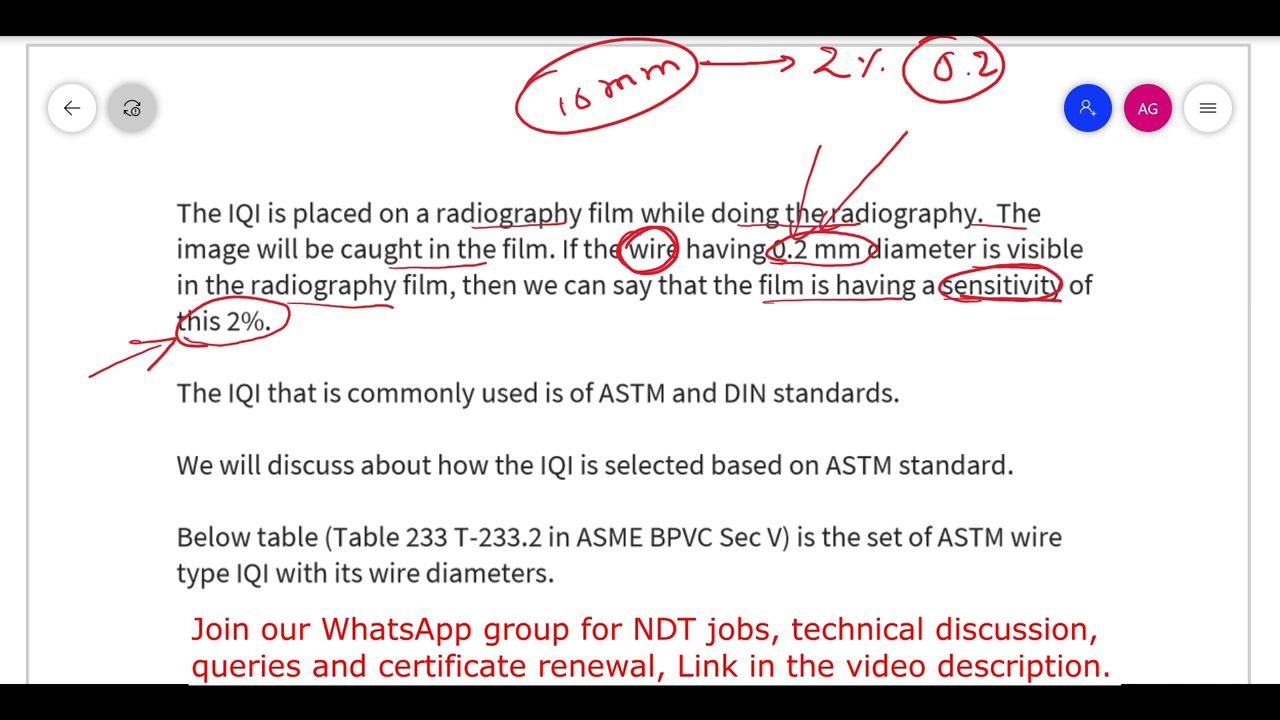 10 mm → 2 % 0.2
AG
The IQI is placed on a radiography film while doing the radiography. The
image will be caught in the film. If the wire having 0.2 mm diameter is visible
in the radiography film, then we can say that the film is having a sensitivity of
this 2%.
The IQI that is commonly used is of ASTM and DIN standards.
We will discuss about how the IQI is selected based on ASTM standard.
Below table (Table 233 T-233.2 in ASME BPVC Sec V) is the set of ASTM wire
type IQI with its wire diameters.
Join our WhatsApp group for NDT jobs, technical discussion,
queries and certificate renewal, Link in the video description.